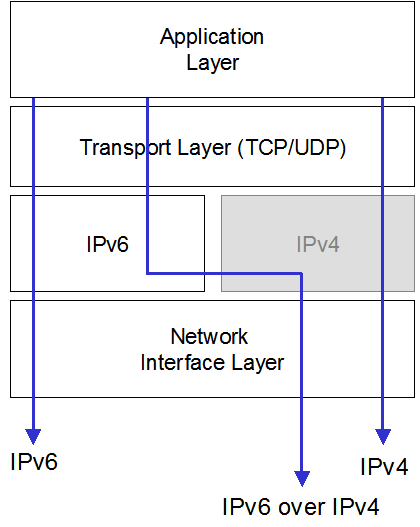 Application
Layer
Transport Layer (TCP/UDP)
IPv6
IPv4
Network
Interface Layer
IPv6
IPv4
IPv6 over IPv4